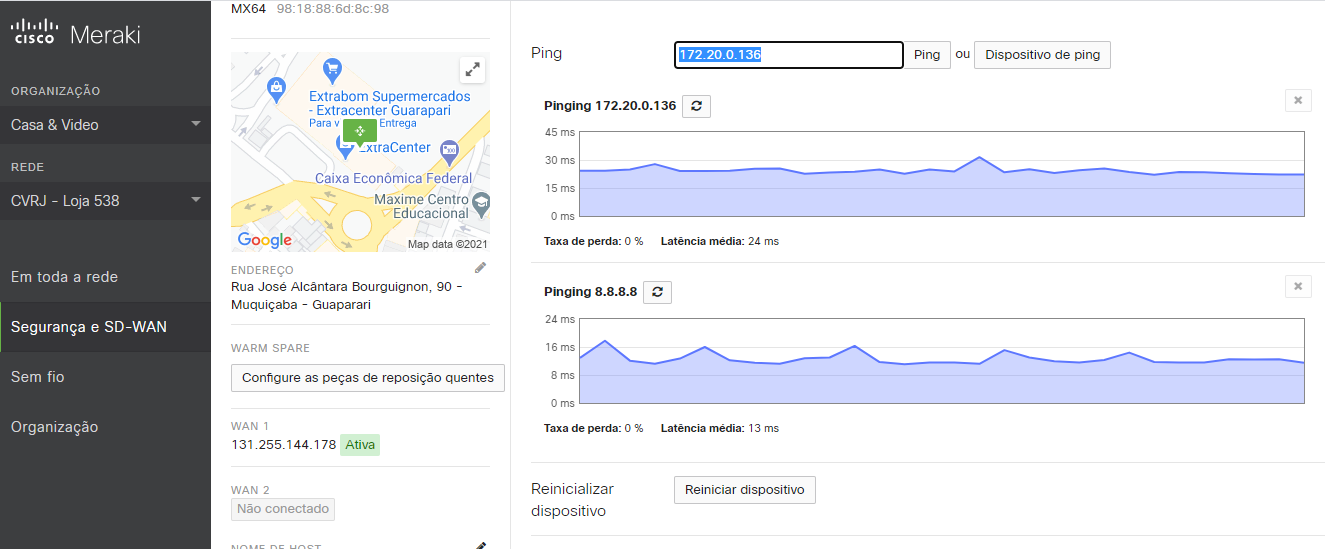 CISCO Meraki
ORGANIZAÇÃO
Casa & Video
REDE
CVRJ - Loja 538
Em toda a rede
Segurança e SD-WAN
Sem fio
Organização
MX64 98:18:88:6d:8c:98
Extrabom Supermercados
- Extracenter Guarapari
Para v Entrega
ExtraCenter
Caixa Econômica Federal
Maxime Centro
Educacional
Google
Map data ©2021
ENDEREÇO
Rua José Alcântara Bourguignon, 90 -
Muquiçaba - Guaparari
WARM SPARE
Configure as peças de reposição quentes
WAN 1
131.255.144.178 Ativa
WAN 2
Não conectado
NOME DE HOST
Ping 172.20.0.136 Ping ou Dispositivo de ping
Pinging 172.20.0.136
45 ms
30 ms
15 ms
0 ms
Taxa de perda: 0 % Latência média: 24 ms
Pinging 8.8.8.8
24 ms
16 ms
8 ms
0 ms
Taxa de perda: 0 % Latência média: 13 ms
Reinicializar
dispositivo
Reiniciar dispositivo